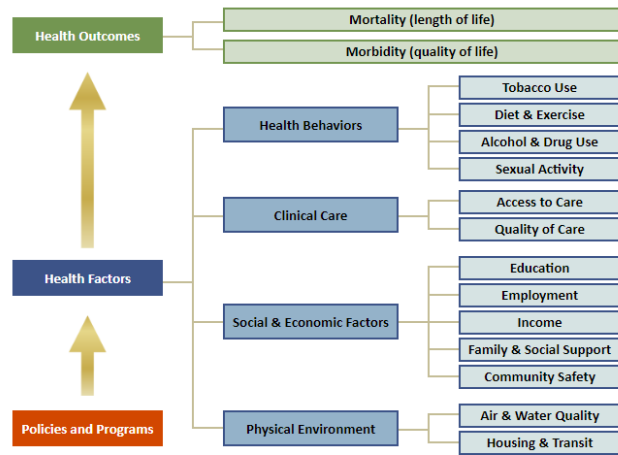 Health Outcomes
Mortality (length of life)
Morbidity (quality of life)
Health Factors
Health Behaviors
Tobacco Use
Diet & Exercise
Alcohol & Drug Use
Sexual Activity
Clinical Care
Access to Care
Quality of Care
Social & Economic Factors
Education
Employment
Income
Family & Social Support
Community Safety
Physical Environment
Air & Water Quality
Housing & Transit
Policies and Programs